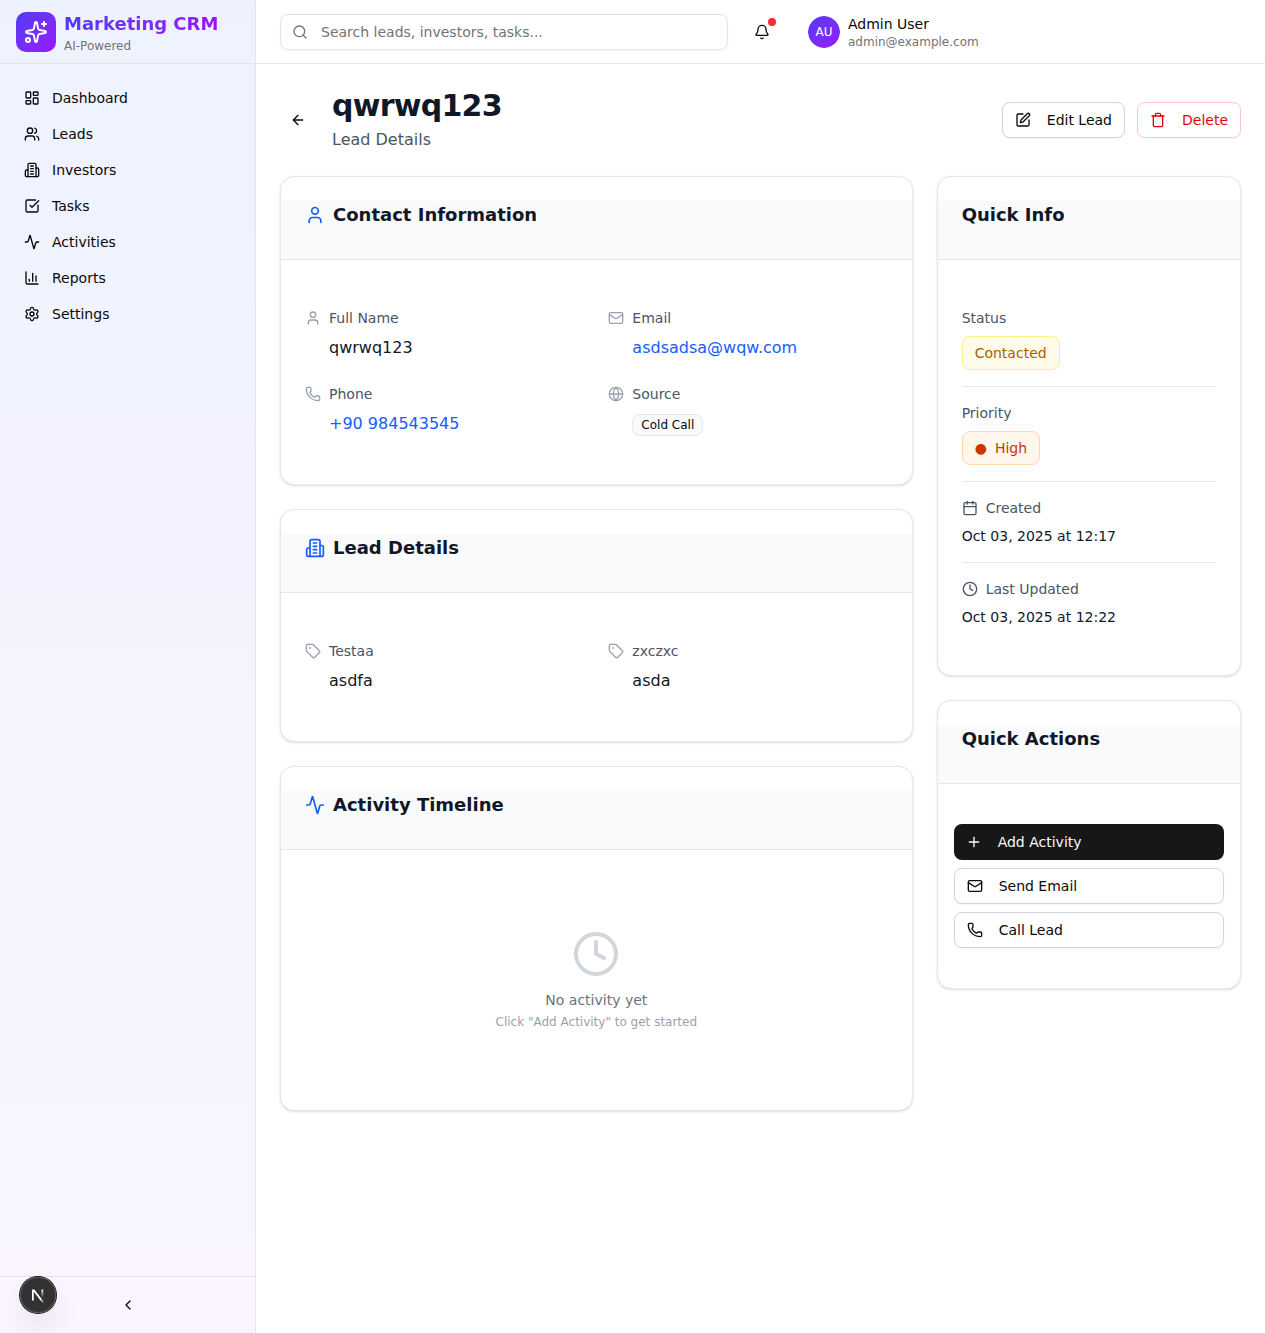 Marketing CRM
AI-Powered
Dashboard
Leads
Investors
Tasks
Activities
Reports
Settings
Search leads, investors, tasks...
AU
Admin User
admin@example.com
qwrwq123
Lead Details
Edit Lead
Delete
Contact Information
Full Name
qwrwq123
Email
asdsadsa@wqw.com
Phone
+90 984543545
Source
Cold Call
Lead Details
Testaa
asdfa
zxczxc
asda
Activity Timeline
No activity yet
Click "Add Activity" to get started
Quick Info
Status
Contacted
Priority
High
Created
Oct 03, 2025 at 12:17
Last Updated
Oct 03, 2025 at 12:22
Quick Actions
Add Activity
Send Email
Call Lead
N